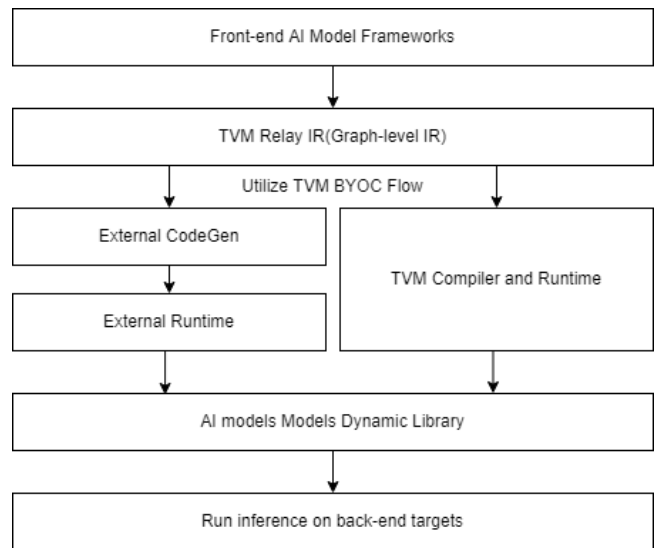 Front-end AI Model Frameworks
TVM Relay IR(Graph-level IR)
Utilize TVM BYOC Flow
External CodeGen
External Runtime
TVM Compiler and Runtime
AI models Models Dynamic Library
Run inference on back-end targets